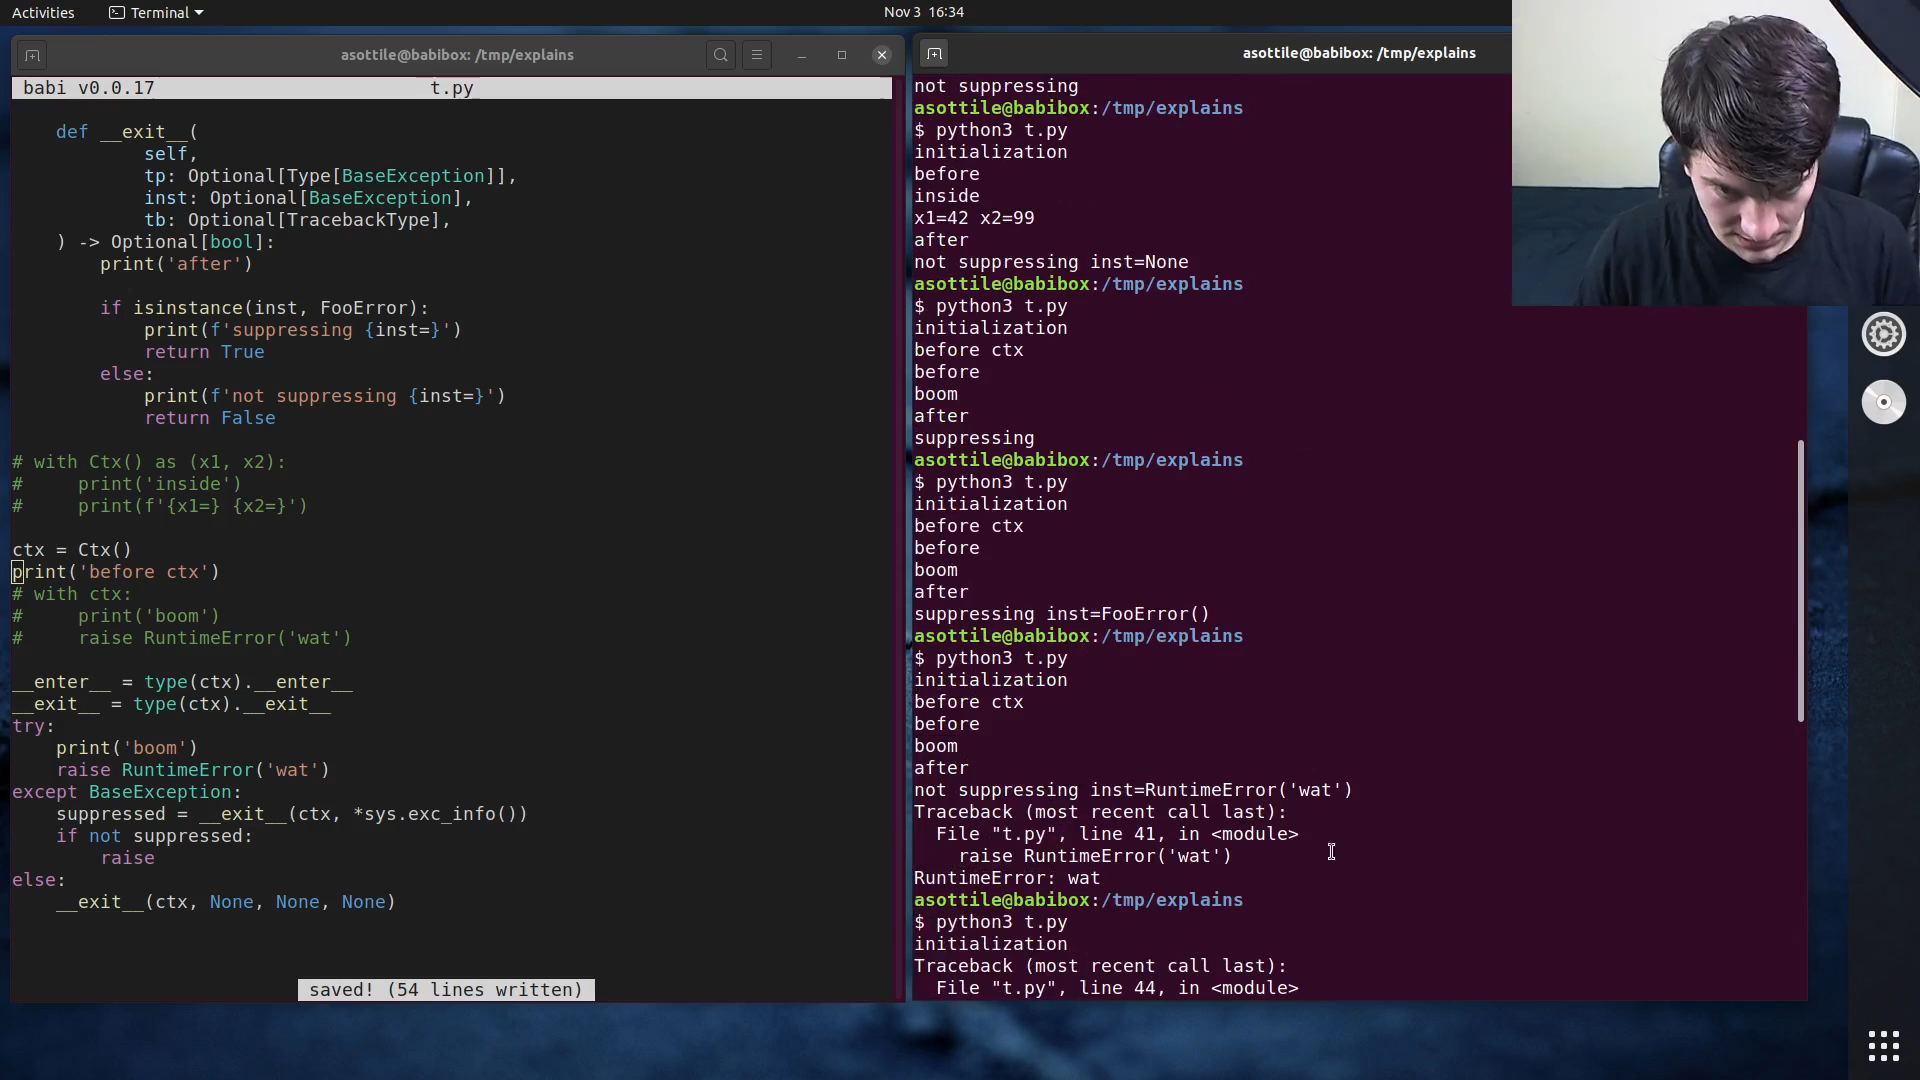 Activities
Terminal
Nov 3 16:34
asottile@babibox: /tmp/explains
babi v0.0.17 t.py
    def __exit__(
            self,
            tp: Optional[Type[BaseException]],
            inst: Optional[BaseException],
            tb: Optional[TracebackType],
    ) -> Optional[bool]:
        print('after')
        if isinstance(inst, FooError):
            print(f'suppressing {inst=}')
            return True
        else:
            print(f'not suppressing {inst=}')
            return False
# with Ctx() as (x1, x2):
#     print('inside')
#     print(f'{x1=} {x2=}')
ctx = Ctx()
print('before ctx')
# with ctx:
#     print('boom')
#     raise RuntimeError('wat')
__enter__ = type(ctx).__enter__
__exit__ = type(ctx).__exit__
try:
    print('boom')
    raise RuntimeError('wat')
except BaseException:
    suppressed = __exit__(ctx, *sys.exc_info())
    if not suppressed:
        raise
else:
    __exit__(ctx, None, None, None)
saved! (54 lines written)
asottile@babibox: /tmp/explains
not suppressing
asottile@babibox:/tmp/explains
$ python3 t.py
initialization
before
inside
x1=42 x2=99
after
not suppressing inst=None
asottile@babibox:/tmp/explains
$ python3 t.py
initialization
before ctx
before
boom
after
suppressing
asottile@babibox:/tmp/explains
$ python3 t.py
initialization
before ctx
before
boom
after
suppressing inst=FooError()
asottile@babibox:/tmp/explains
$ python3 t.py
initialization
before ctx
before
boom
after
not suppressing inst=RuntimeError('wat')
Traceback (most recent call last):
  File "t.py", line 41, in <module>
    raise RuntimeError('wat')
RuntimeError: wat
asottile@babibox:/tmp/explains
$ python3 t.py
initialization
Traceback (most recent call last):
  File "t.py", line 44, in <module>